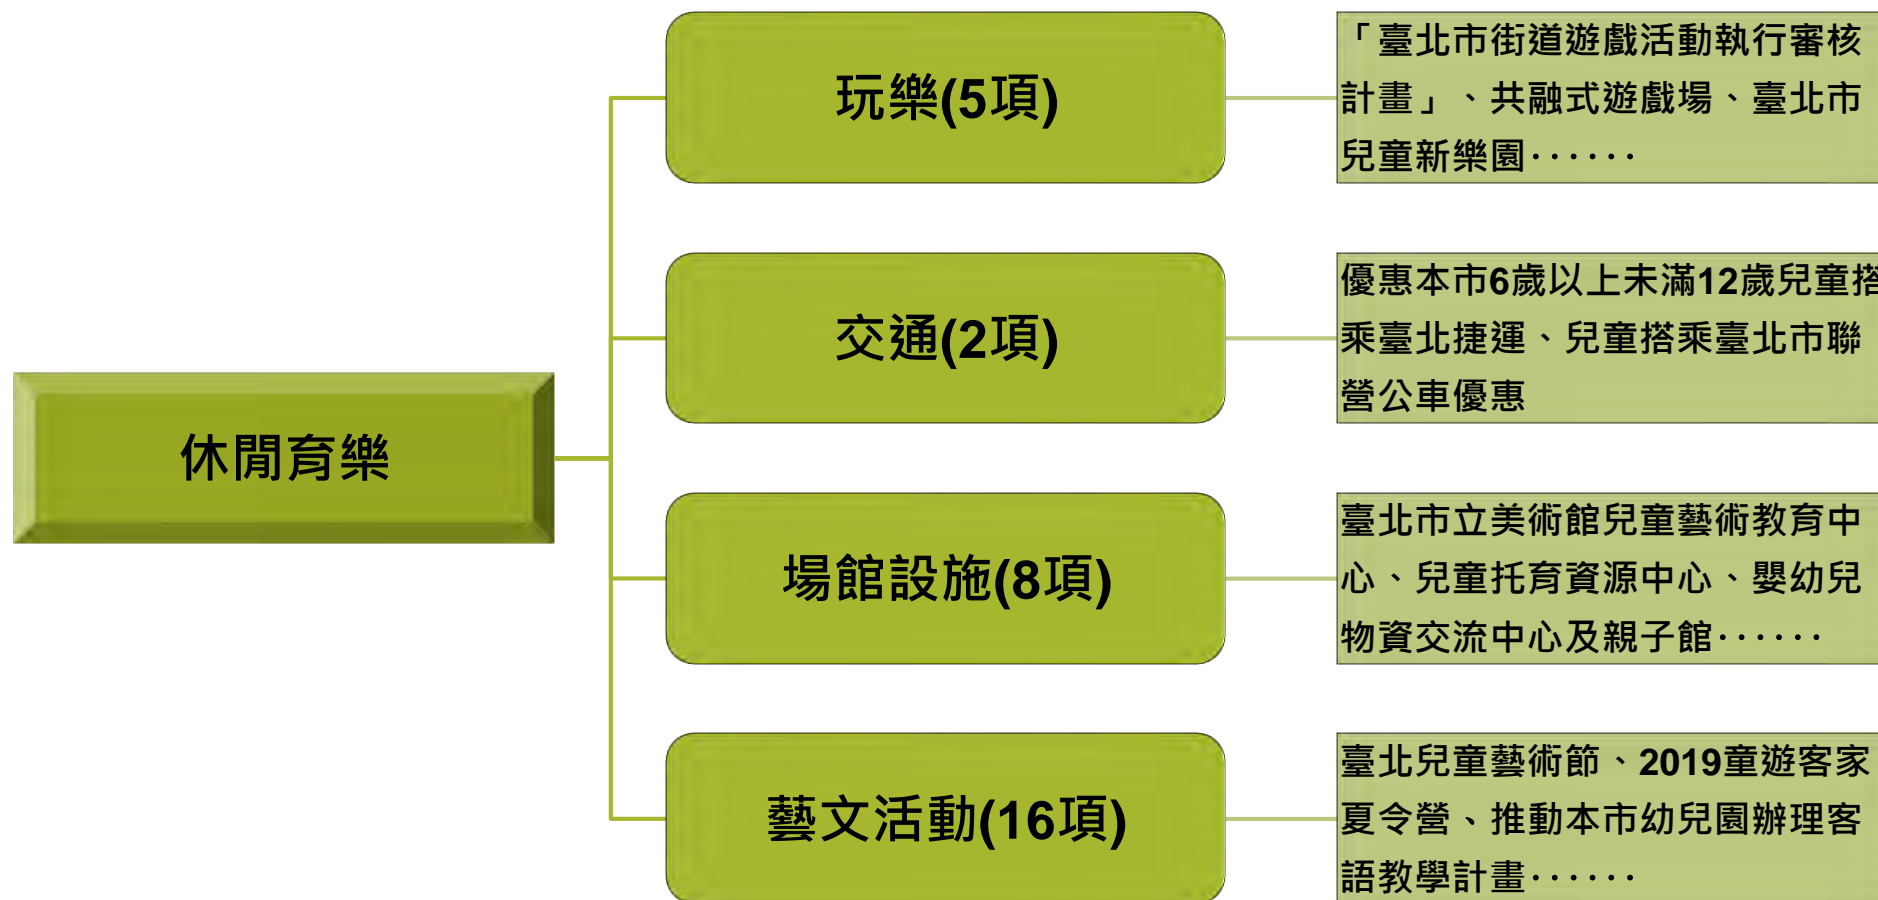 休閒育樂
玩樂(5項)
「臺北市街道遊戲活動執行審核
計畫」、共融式遊戲場、臺北市
兒童新樂園‧‧‧‧‧‧
交通(2項)
優惠本市6歲以上未滿12歲兒童搭
乘臺北捷運、兒童搭乘臺北市聯
營公車優惠
場館設施(8項)
臺北市立美術館兒童藝術教育中
心、兒童托育資源中心、嬰幼兒
物資交流中心及親子館‧‧‧‧‧‧
藝文活動(16項)
臺北兒童藝術節、2019童遊客家
夏令營、推動本市幼兒園辦理客
語教學計畫‧‧‧‧‧‧